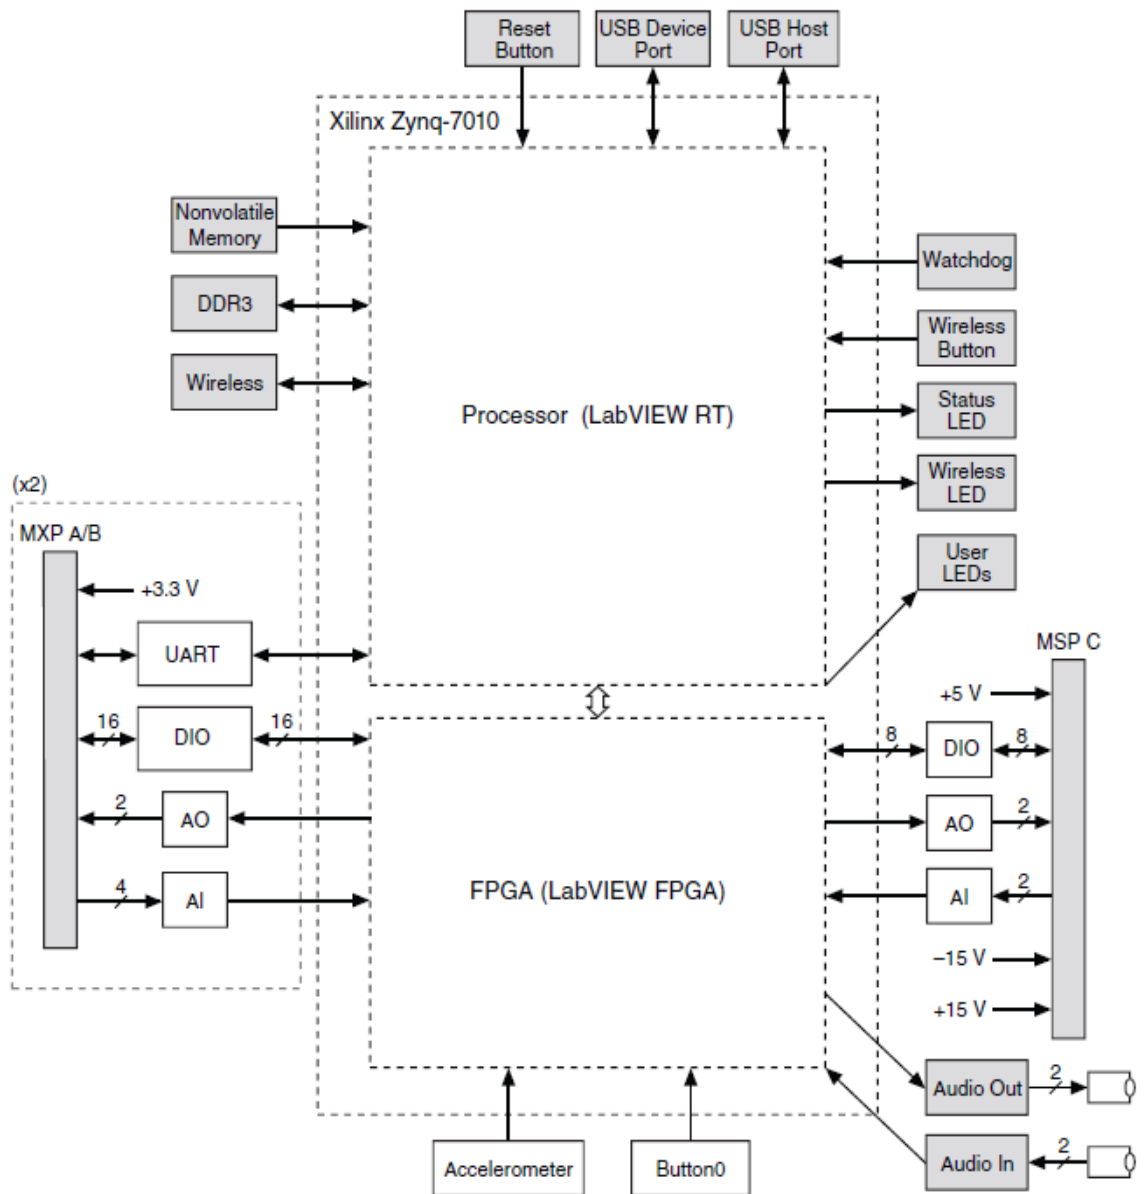 Reset
Button
USB Device
Port
USB Host
Port
Xilinx Zynq-7010
Nonvolatile
Memory
DDR3
Wireless
Processor (LabVIEW RT)
Watchdog
Wireless
Button
Status
LED
Wireless
LED
User
LEDs
(x2)
MXP A/B
+3.3 V
UART
16
DIO
16
2
AO
4
AI
FPGA (LabVIEW FPGA)
MSP C
+5 V
8
DIO
8
AO
2
AI
2
–15 V
+15 V
Audio Out
2
Audio In
2
Accelerometer
Button0